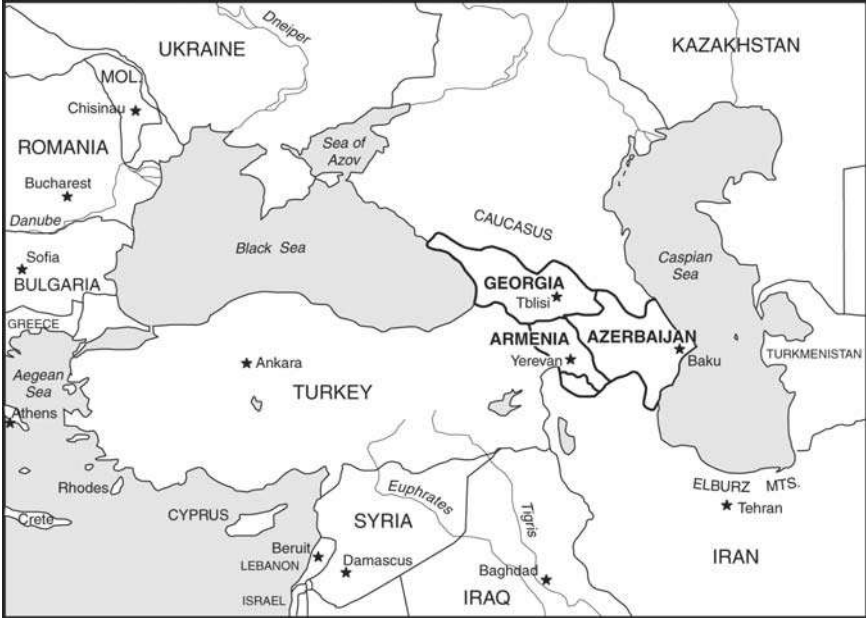 Dneiper
UKRAINE
KAZAKHSTAN
MOL.
Chisinau
Sea of
Azov
ROMANIA
Bucharest
Danube
CAUCASUS
Black Sea
Caspian
Sea
Sofia
BULGARIA
GEORGIA
Tblisi
GREECE
ARMENIA
AZERBAIJAN
Yerevan
Baku
TURKMENISTAN
Ankara
Aegean
Sea
TURKEY
Athens
Rhodes
Euphrates
ELBURZ MTS.
Tehran
Crete
CYPRUS
SYRIA
Tigris
Beruit
LEBANON
Damascus
Baghdad
IRAN
ISRAEL
IRAQ